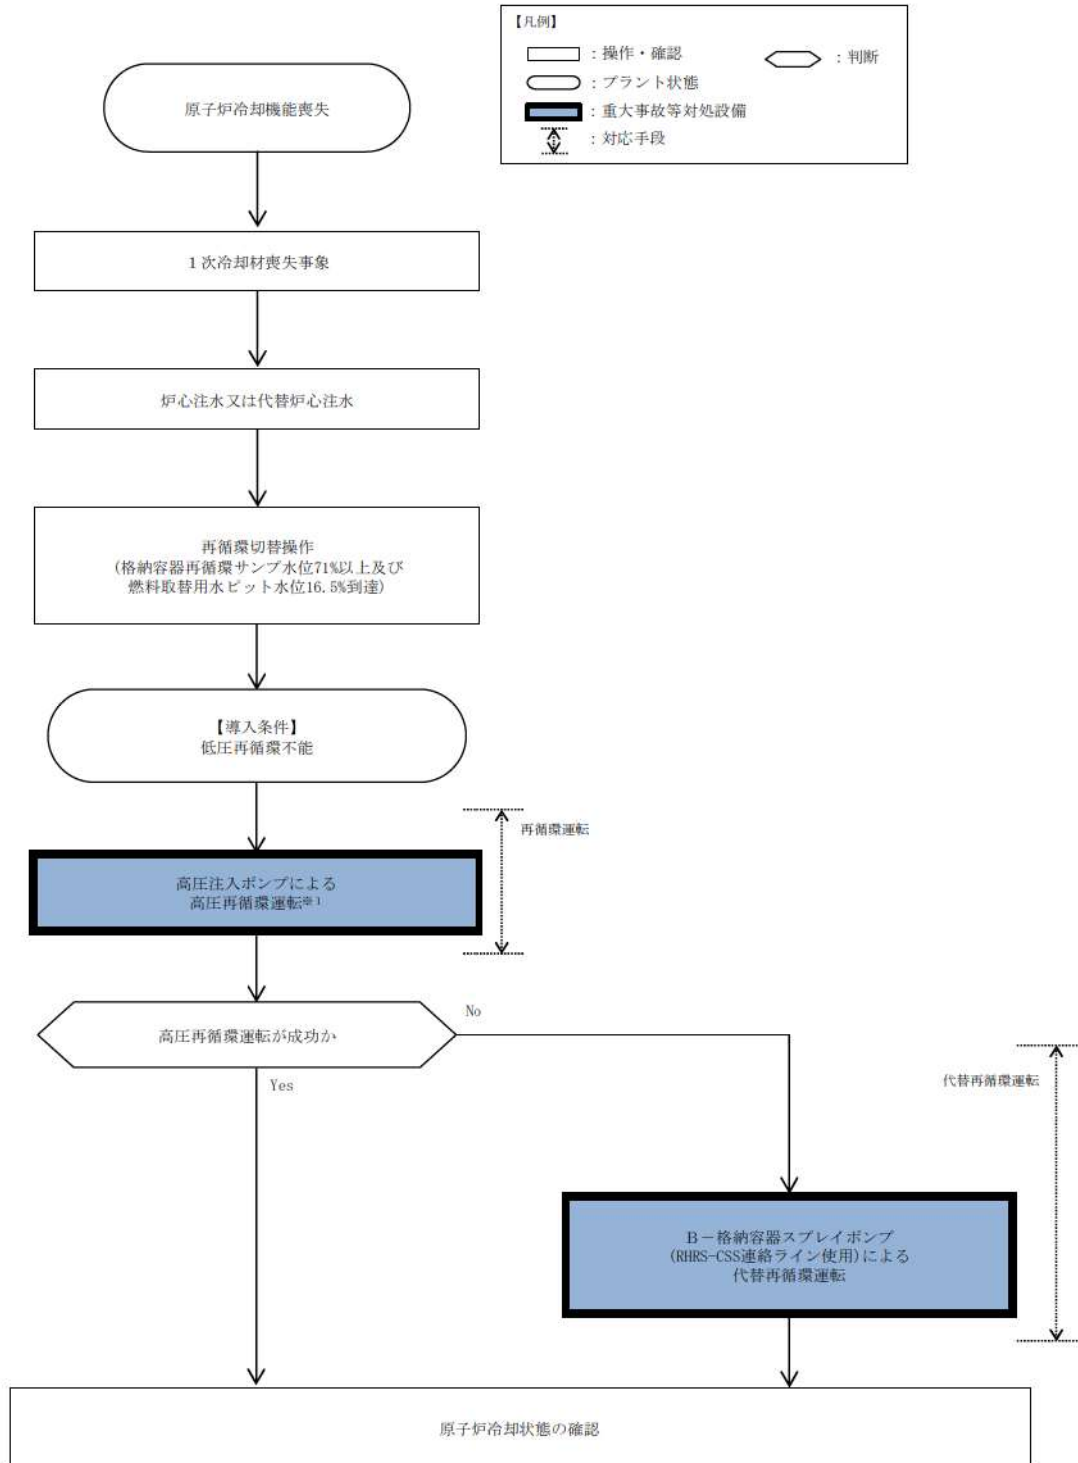 【凡例】
：操作・確認
：判断
：プラント状態
：重大事故等対処設備
：対応手段
原子炉冷却機能喪失
１次冷却材喪失事象
炉心注水又は代替炉心注水
再循環切替操作
(格納容器再循環サンプ水位71%以上及び
燃料取替用水ピット水位16.5%到達)
【導入条件】
低圧再循環不能
再循環運転
高圧注入ポンプによる
高圧再循環運転※１
高圧再循環運転が成功か
No
Yes
代替再循環運転
Ｂ－格納容器スプレイポンプ
(RHRS-CSS連絡ライン使用)による
代替再循環運転
原子炉冷却状態の確認